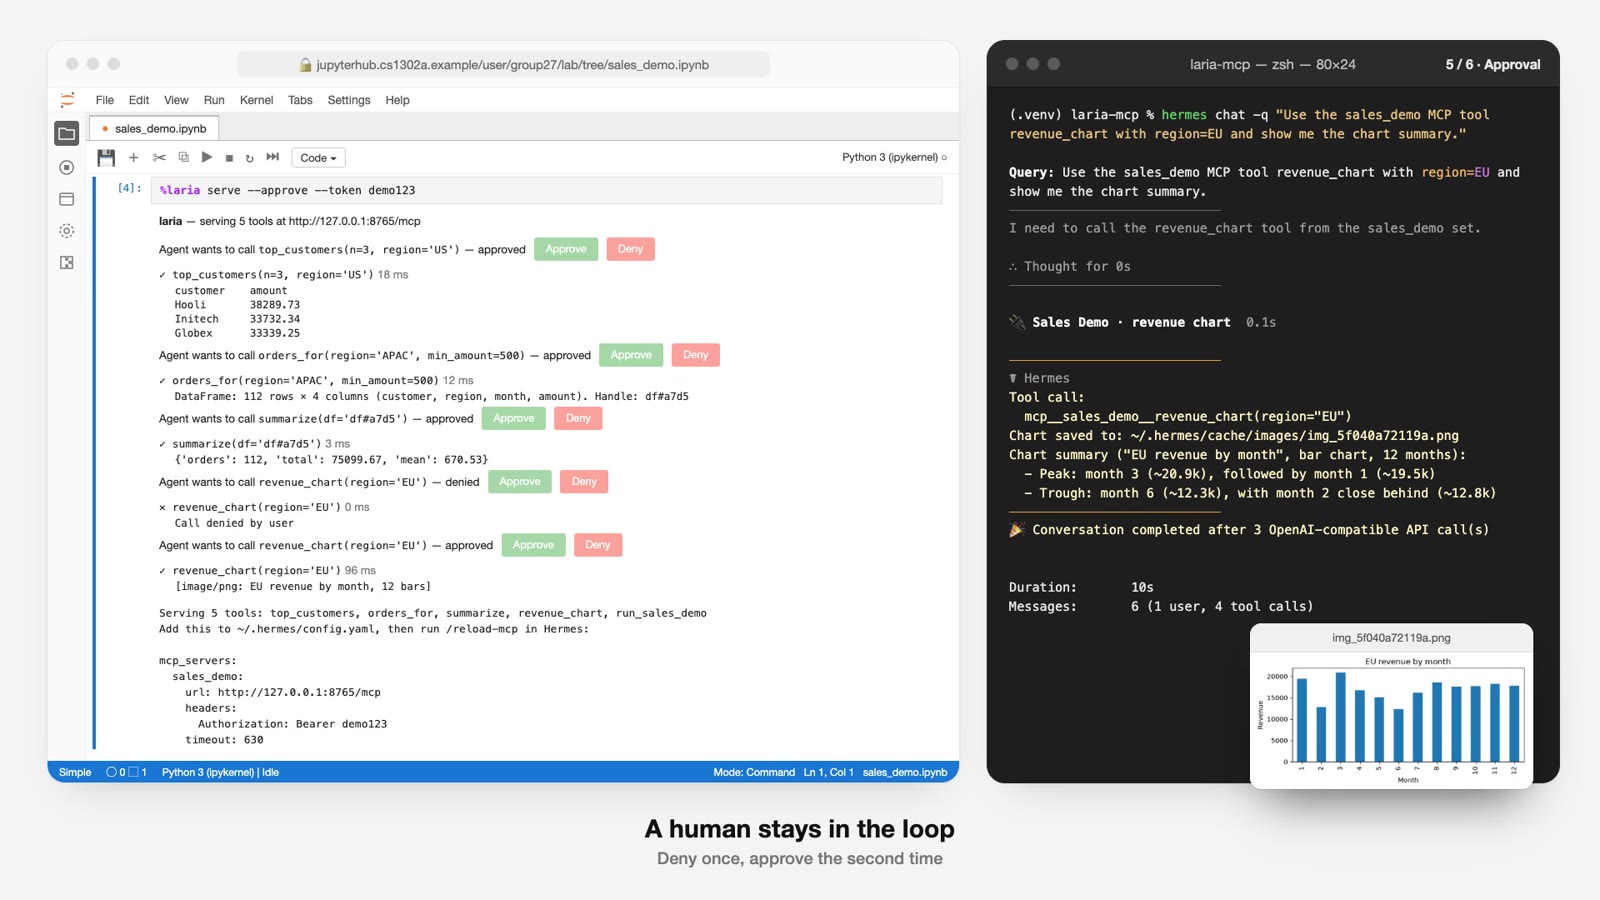 jupyterhub.cs1302a.example/user/group27/lab/tree/sales_demo.ipynb
File Edit View Run Kernel Tabs Settings Help
sales_demo.ipynb
Code
Python 3 (ipykernel)
[4]: %laria serve --approve --token demo123
laria — serving 5 tools at http://127.0.0.1:8765/mcp
Agent wants to call top_customers(n=3, region='US') — approved Approve Deny
✓ top_customers(n=3, region='US') 18 ms
customer amount
Hooli 38289.73
Initech 33732.34
Globex 33339.25
Agent wants to call orders_for(region='APAC', min_amount=500) — approved Approve Deny
✓ orders_for(region='APAC', min_amount=500) 12 ms
DataFrame: 112 rows × 4 columns (customer, region, month, amount). Handle: df#a7d5
Agent wants to call summarize(df='df#a7d5') — approved Approve Deny
✓ summarize(df='df#a7d5') 3 ms
{'orders': 112, 'total': 75099.67, 'mean': 670.53}
Agent wants to call revenue_chart(region='EU') — denied Approve Deny
× revenue_chart(region='EU') 0 ms
Call denied by user
Agent wants to call revenue_chart(region='EU') — approved Approve Deny
✓ revenue_chart(region='EU') 96 ms
[image/png: EU revenue by month, 12 bars]
Serving 5 tools: top_customers, orders_for, summarize, revenue_chart, run_sales_demo
Add this to ~/.hermes/config.yaml, then run /reload-mcp in Hermes:
mcp_servers:
sales_demo:
url: http://127.0.0.1:8765/mcp
headers:
Authorization: Bearer demo123
timeout: 630
Simple 0 1 Python 3 (ipykernel) | Idle Mode: Command Ln 1, Col 1 sales_demo.ipynb
laria-mcp — zsh — 80×24 5 / 6 · Approval
(.venv) laria-mcp % hermes chat -q "Use the sales_demo MCP tool
revenue_chart with region=EU and show me the chart summary."
Query: Use the sales_demo MCP tool revenue_chart with region=EU and
show me the chart summary.
I need to call the revenue_chart tool from the sales_demo set.
∴ Thought for 0s
Sales Demo · revenue chart 0.1s
Hermes
Tool call:
mcp__sales_demo__revenue_chart(region="EU")
Chart saved to: ~/.hermes/cache/images/img_5f040a72119a.png
Chart summary ("EU revenue by month", bar chart, 12 months):
– Peak: month 3 (~20.9k), followed by month 1 (~19.5k)
– Trough: month 6 (~12.3k), with month 2 close behind (~12.8k)
🎉 Conversation completed after 3 OpenAI-compatible API call(s)
Duration: 10s
Messages: 6 (1 user, 4 tool calls)
img_5f040a72119a.png
EU revenue by month
20000
15000
10000
5000
0
Revenue
1 2 3 4 5 6 7 8 9 10 11 12
Month
A human stays in the loop
Deny once, approve the second time